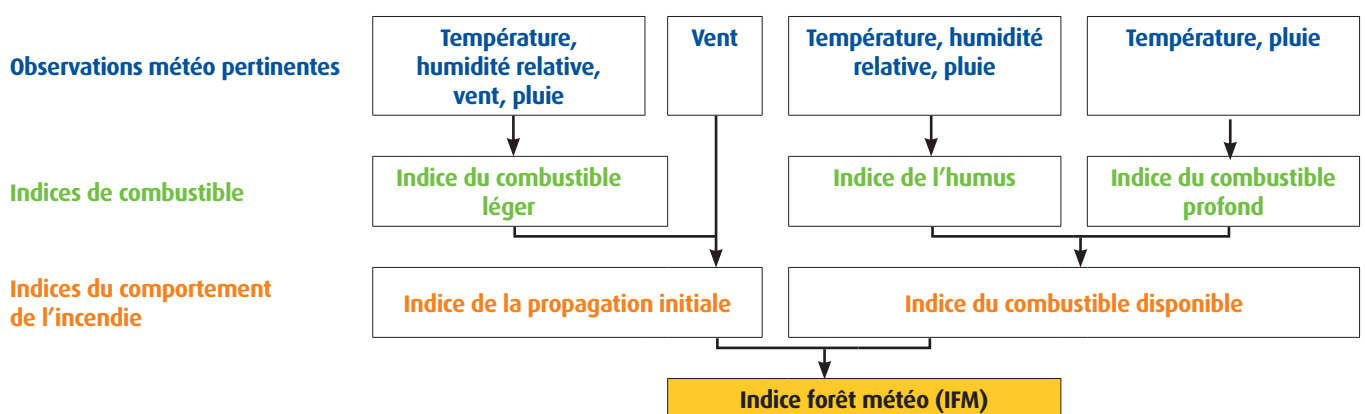 Observations météo pertinentes
Température,
humidité relative,
vent, pluie
Vent
Température, humidité
relative, pluie
Température, pluie
Indices de combustible
Indice du combustible
léger
Indice de l'humus
Indice du combustible
profond
Indices du comportement
de l'incendie
Indice de la propagation initiale
Indice du combustible disponible
Indice forêt météo (IFM)